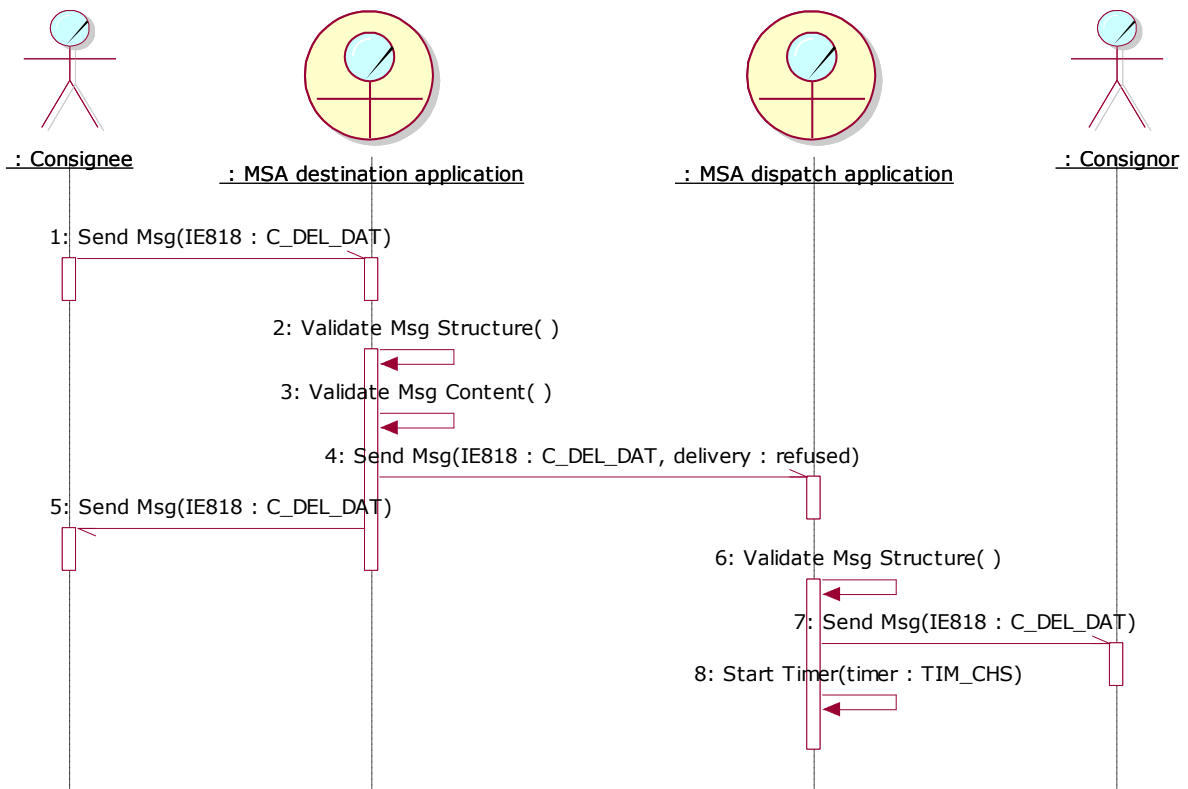 : Consignee
: MSA destination application
: MSA dispatch application
: Consignor
1: Send Msg(IE818 : C_DEL_DAT)
2: Validate Msg Structure( )
3: Validate Msg Content( )
4: Send Msg(IE818 : C_DEL_DAT, delivery : refused)
5: Send Msg(IE818 : C_DEL_DAT)
6: Validate Msg Structure( )
7: Send Msg(IE818 : C_DEL_DAT)
8: Start Timer(timer : TIM_CHS)